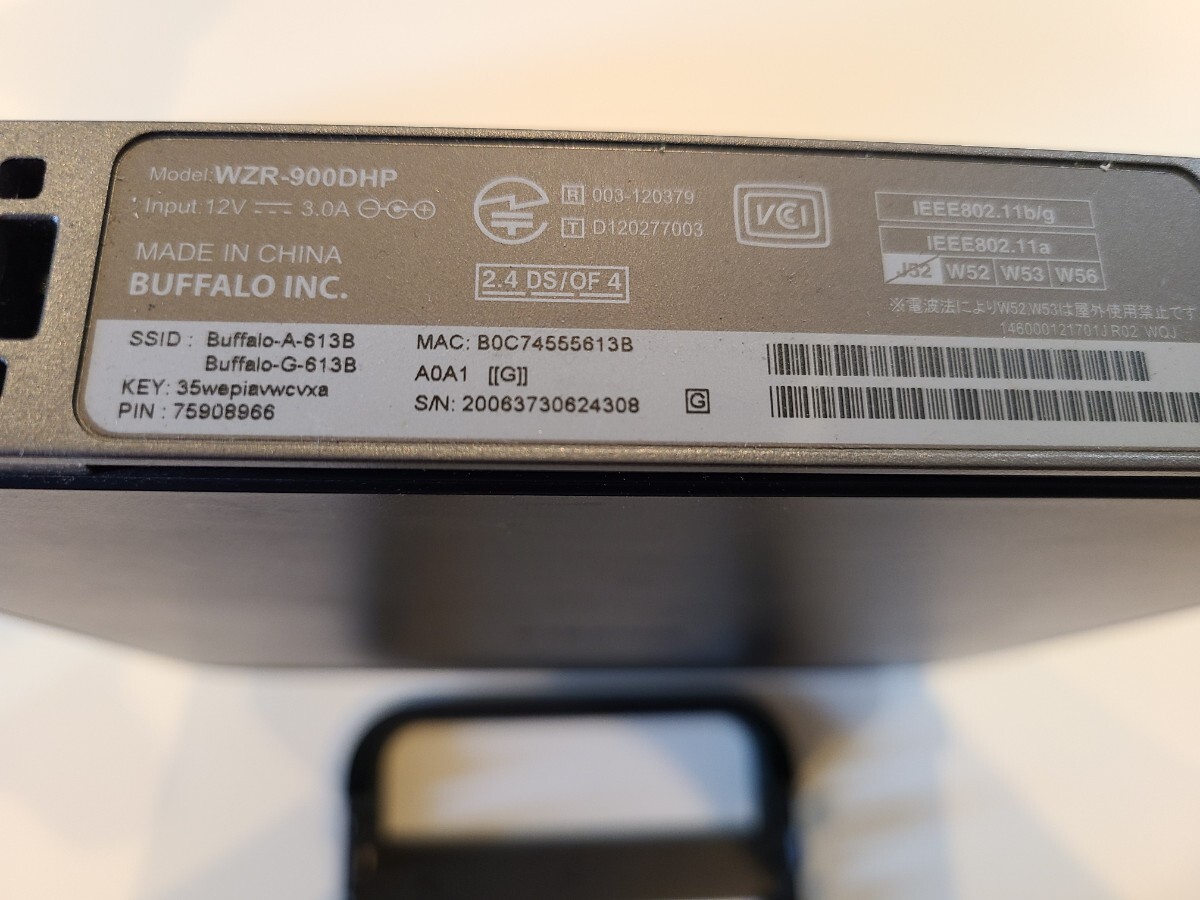 Model:WZR-900DHP
Input:12V 3.0A
MADE IN CHINA
BUFFALO INC.
R 003-120379
T D120277003
2.4 DS/OF 4
VCI
IEEE802.11b/g
IEEE802.11a
J52 W52 W53 W56
※電波法によりW52,W53は屋外使用禁止です
146000121701J R02 WQJ
SSID : Buffalo-A-613B
Buffalo-G-613B
KEY: 35wepiavwcvxa
PIN : 75908966
MAC: B0C74555613B
A0A1 [[G]]
S/N: 20063730624308 G